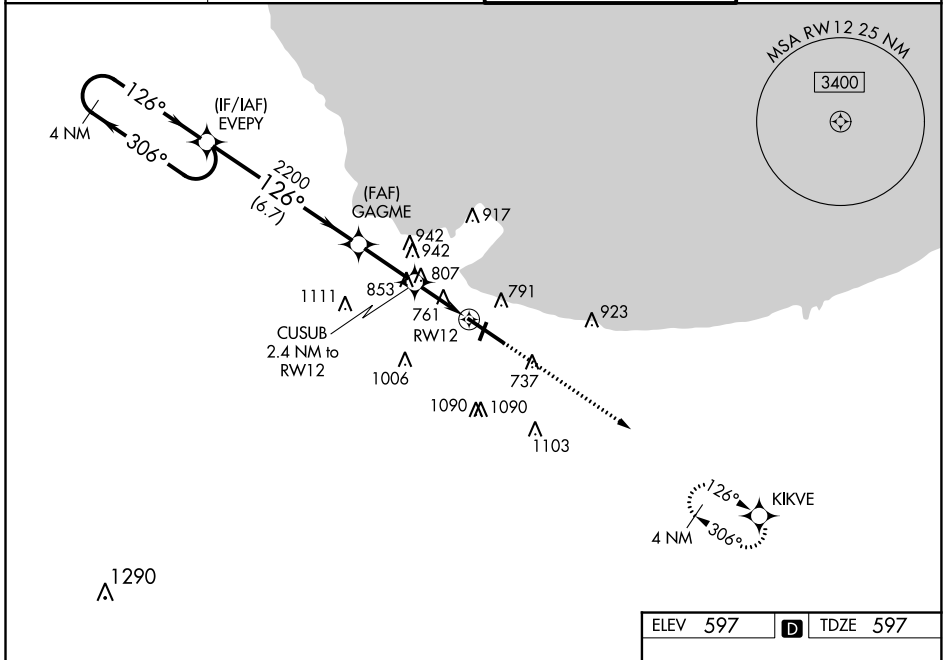 MSA RW12 25 NM
3400
126°
306°
4 NM
(IF/IAF)
EVEPY
2200
126°
(6.7)
(FAF)
GAGME
917
942
942
807
853
1111
761
RW12
791
923
CUSUB
2.4 NM to
RW12
1006
737
1090
1090
1103
126°
306°
4 NM
KIKVE
1290
ELEV 597
D
TDZE 597